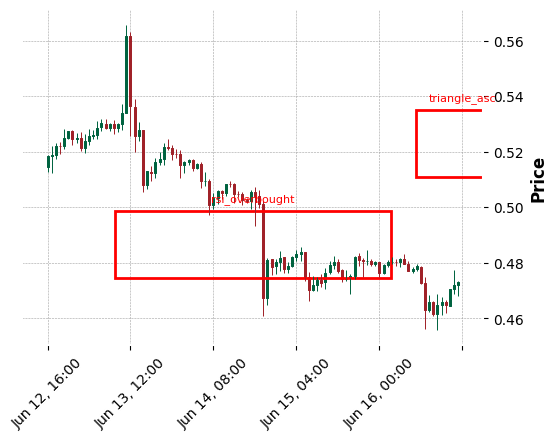 0.56
triangle_asc
0.54
0.52
Price
rsi_overbought
0.50
0.48
0.46
Jun 12, 16:00
Jun 13, 12:00
Jun 14, 08:00
Jun 15, 04:00
Jun 16, 00:00